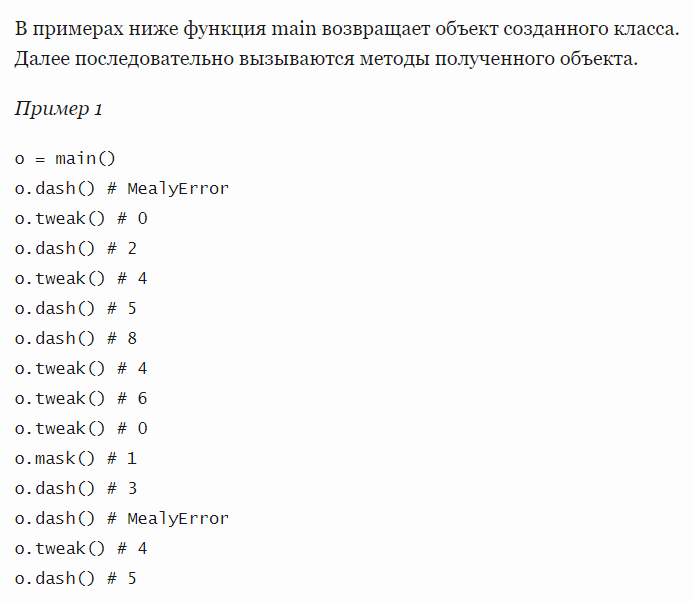 В примерах ниже функция main возвращает объект созданного класса.
Далее последовательно вызываются методы полученного объекта.
Пример 1
o = main()
o.dash() # MealyError
o.tweak() # 0
o.dash() # 2
o.tweak() # 4
o.dash() # 5
o.dash() # 8
o.tweak() # 4
o.tweak() # 6
o.tweak() # 0
o.mask() # 1
o.dash() # 3
o.dash() # MealyError
o.tweak() # 4
o.dash() # 5